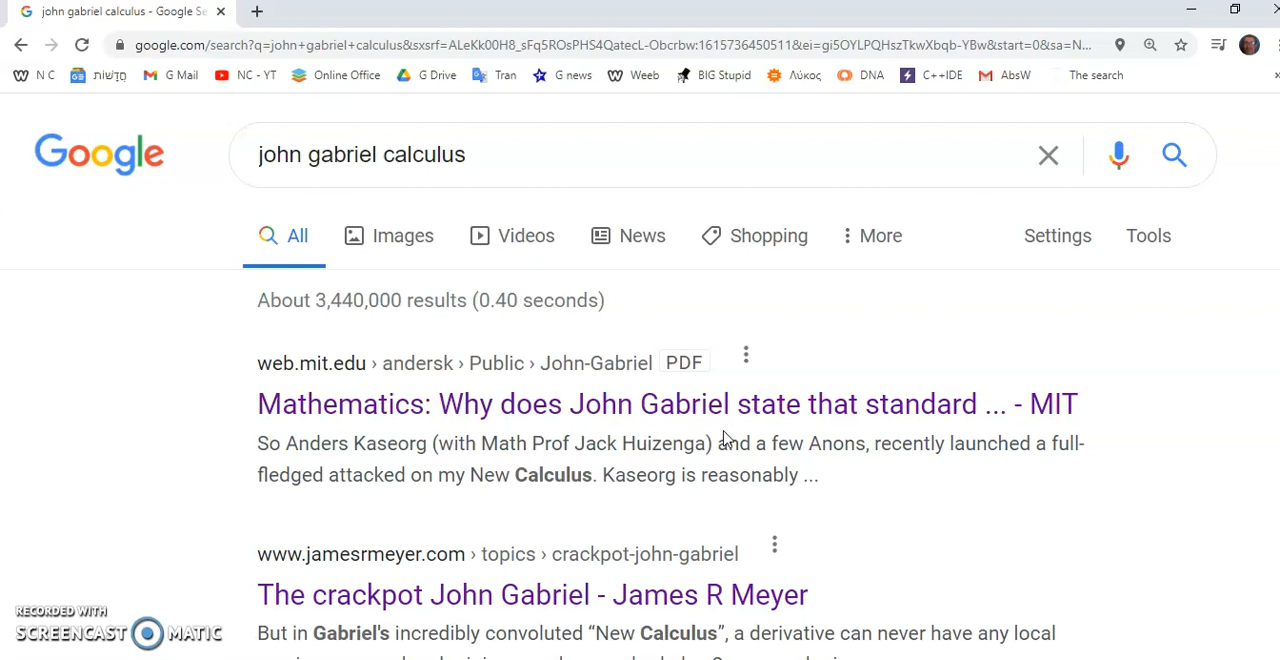 john gabriel calculus - Google Se
google.com/search?q=john+gabriel+calculus&sxsrf=ALeKk00H8_sFq5ROsPHS4QatecL-Obcrbw:1615736450511&ei=gi5OYLPQHszTkwXbqb-YBw&start=0&sa=N...
N C חֲדָשׁוֹת G Mail NC - YT Online Office G Drive Tran G news Weeb BIG Stupid Λύκος DNA C++IDE AbsW The search
Google john gabriel calculus
All Images Videos News Shopping More Settings Tools
About 3,440,000 results (0.40 seconds)
web.mit.edu › andersk › Public › John-Gabriel PDF
Mathematics: Why does John Gabriel state that standard ... - MIT
So Anders Kaseorg (with Math Prof Jack Huizenga) and a few Anons, recently launched a full-
fledged attacked on my New Calculus. Kaseorg is reasonably ...
www.jamesrmeyer.com › topics › crackpot-john-gabriel
The crackpot John Gabriel - James R Meyer
RECORDED WITH
SCREENCAST MATIC
But in Gabriel's incredibly convoluted “New Calculus”, a derivative can never have any local